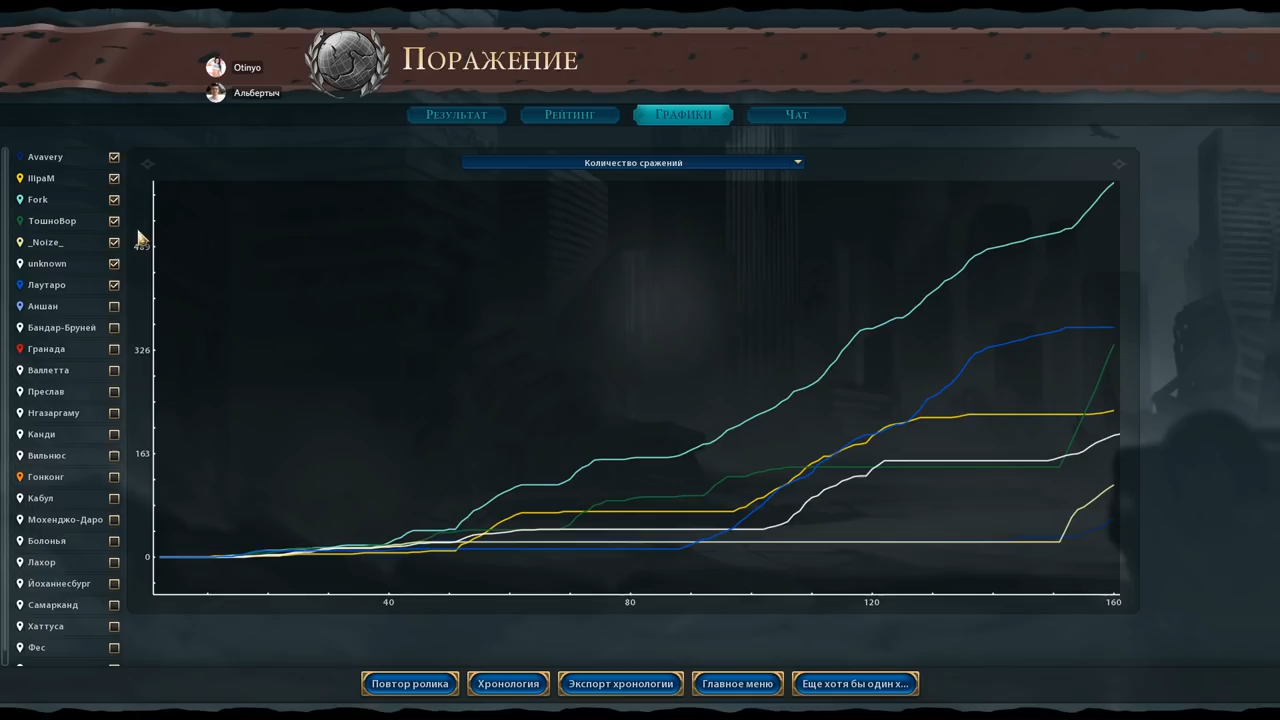 Otinyo
Поражение
Альбертыч
Результат
Рейтинг
Графики
Чат
Количество сражений
Avavery
IIIpaM
Fork
ТошноВор
_Noize_
unknown
Лаутаро
Аншан
Бандар-Бруней
Гранада
Валлетта
Преслав
Нгазаргаму
Канди
Вильнюс
Гонконг
Кабул
Мохенджо-Даро
Болонья
Лахор
Йоханнесбург
Самарканд
Хаттуса
Фес
326
163
0
40
80
120
160
Повтор ролика
Хронология
Экспорт хронологии
Главное меню
Еще хотя бы один х...